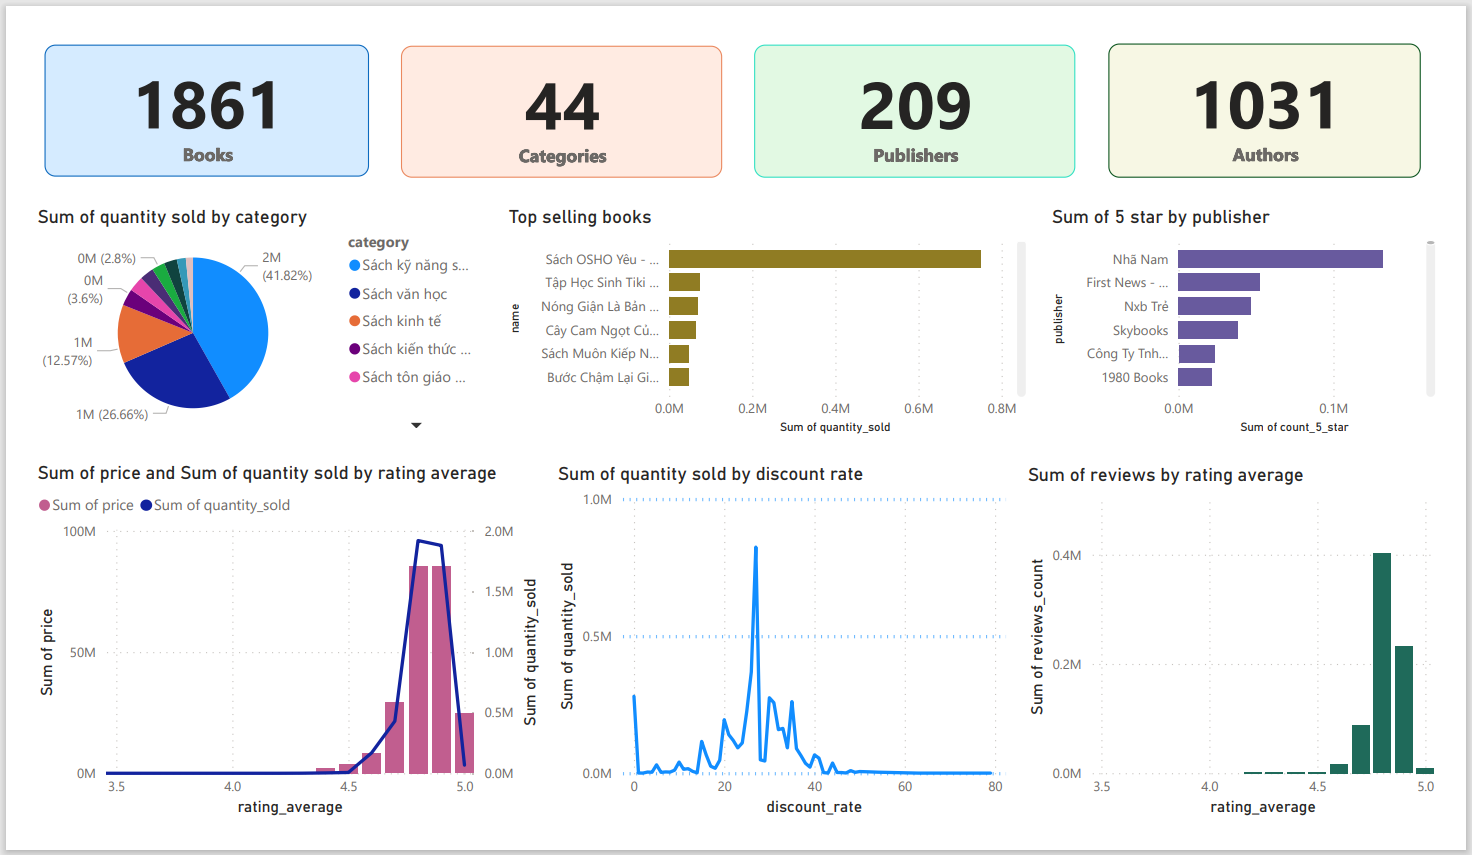 1861
Books
44
Categories
209
Publishers
1031
Authors
Sum of quantity sold by category
0M (2.8%)
0M
(3.6%)
1M
(12.57%)
1M (26.66%)
2M
(41.82%)
category
Sách kỹ năng s...
Sách văn học
Sách kinh tế
Sách kiến thức ...
Sách tôn giáo ...
Top selling books
name
Sách OSHO Yêu - ...
Tập Học Sinh Tiki ...
Nóng Giận Là Bản ...
Cây Cam Ngọt Củ...
Sách Muôn Kiếp N...
Bước Chậm Lại Gi...
0.0M 0.2M 0.4M 0.6M 0.8M
Sum of quantity_sold
Sum of 5 star by publisher
publisher
Nhã Nam
First News - ...
Nxb Trẻ
Skybooks
Công Ty Tnh...
1980 Books
0.0M 0.1M
Sum of count_5_star
Sum of price and Sum of quantity sold by rating average
Sum of price Sum of quantity_sold
Sum of price
100M
50M
0M
2.0M
1.5M
1.0M
0.5M
0.0M
Sum of quantity_sold
3.5 4.0 4.5 5.0
rating_average
Sum of quantity sold by discount rate
Sum of quantity_sold
1.0M
0.5M
0.0M
0 20 40 60 80
discount_rate
Sum of reviews by rating average
Sum of reviews_count
0.4M
0.2M
0.0M
3.5 4.0 4.5 5.0
rating_average